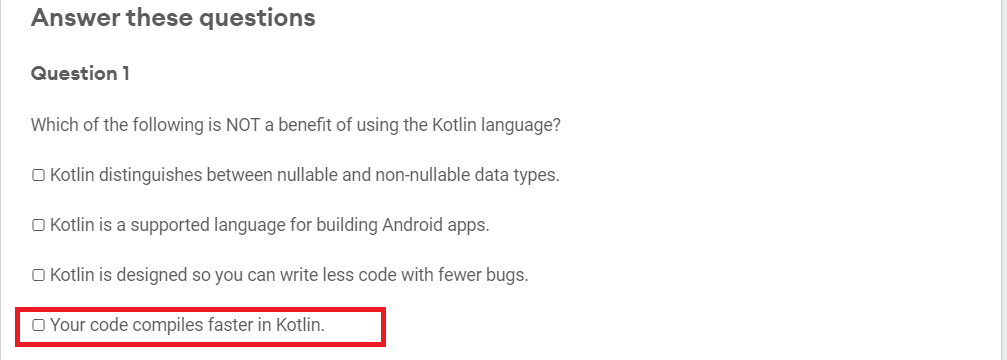 Answer these questions
Question 1
Which of the following is NOT a benefit of using the Kotlin language?
Kotlin distinguishes between nullable and non-nullable data types.
Kotlin is a supported language for building Android apps.
Kotlin is designed so you can write less code with fewer bugs.
Your code compiles faster in Kotlin.